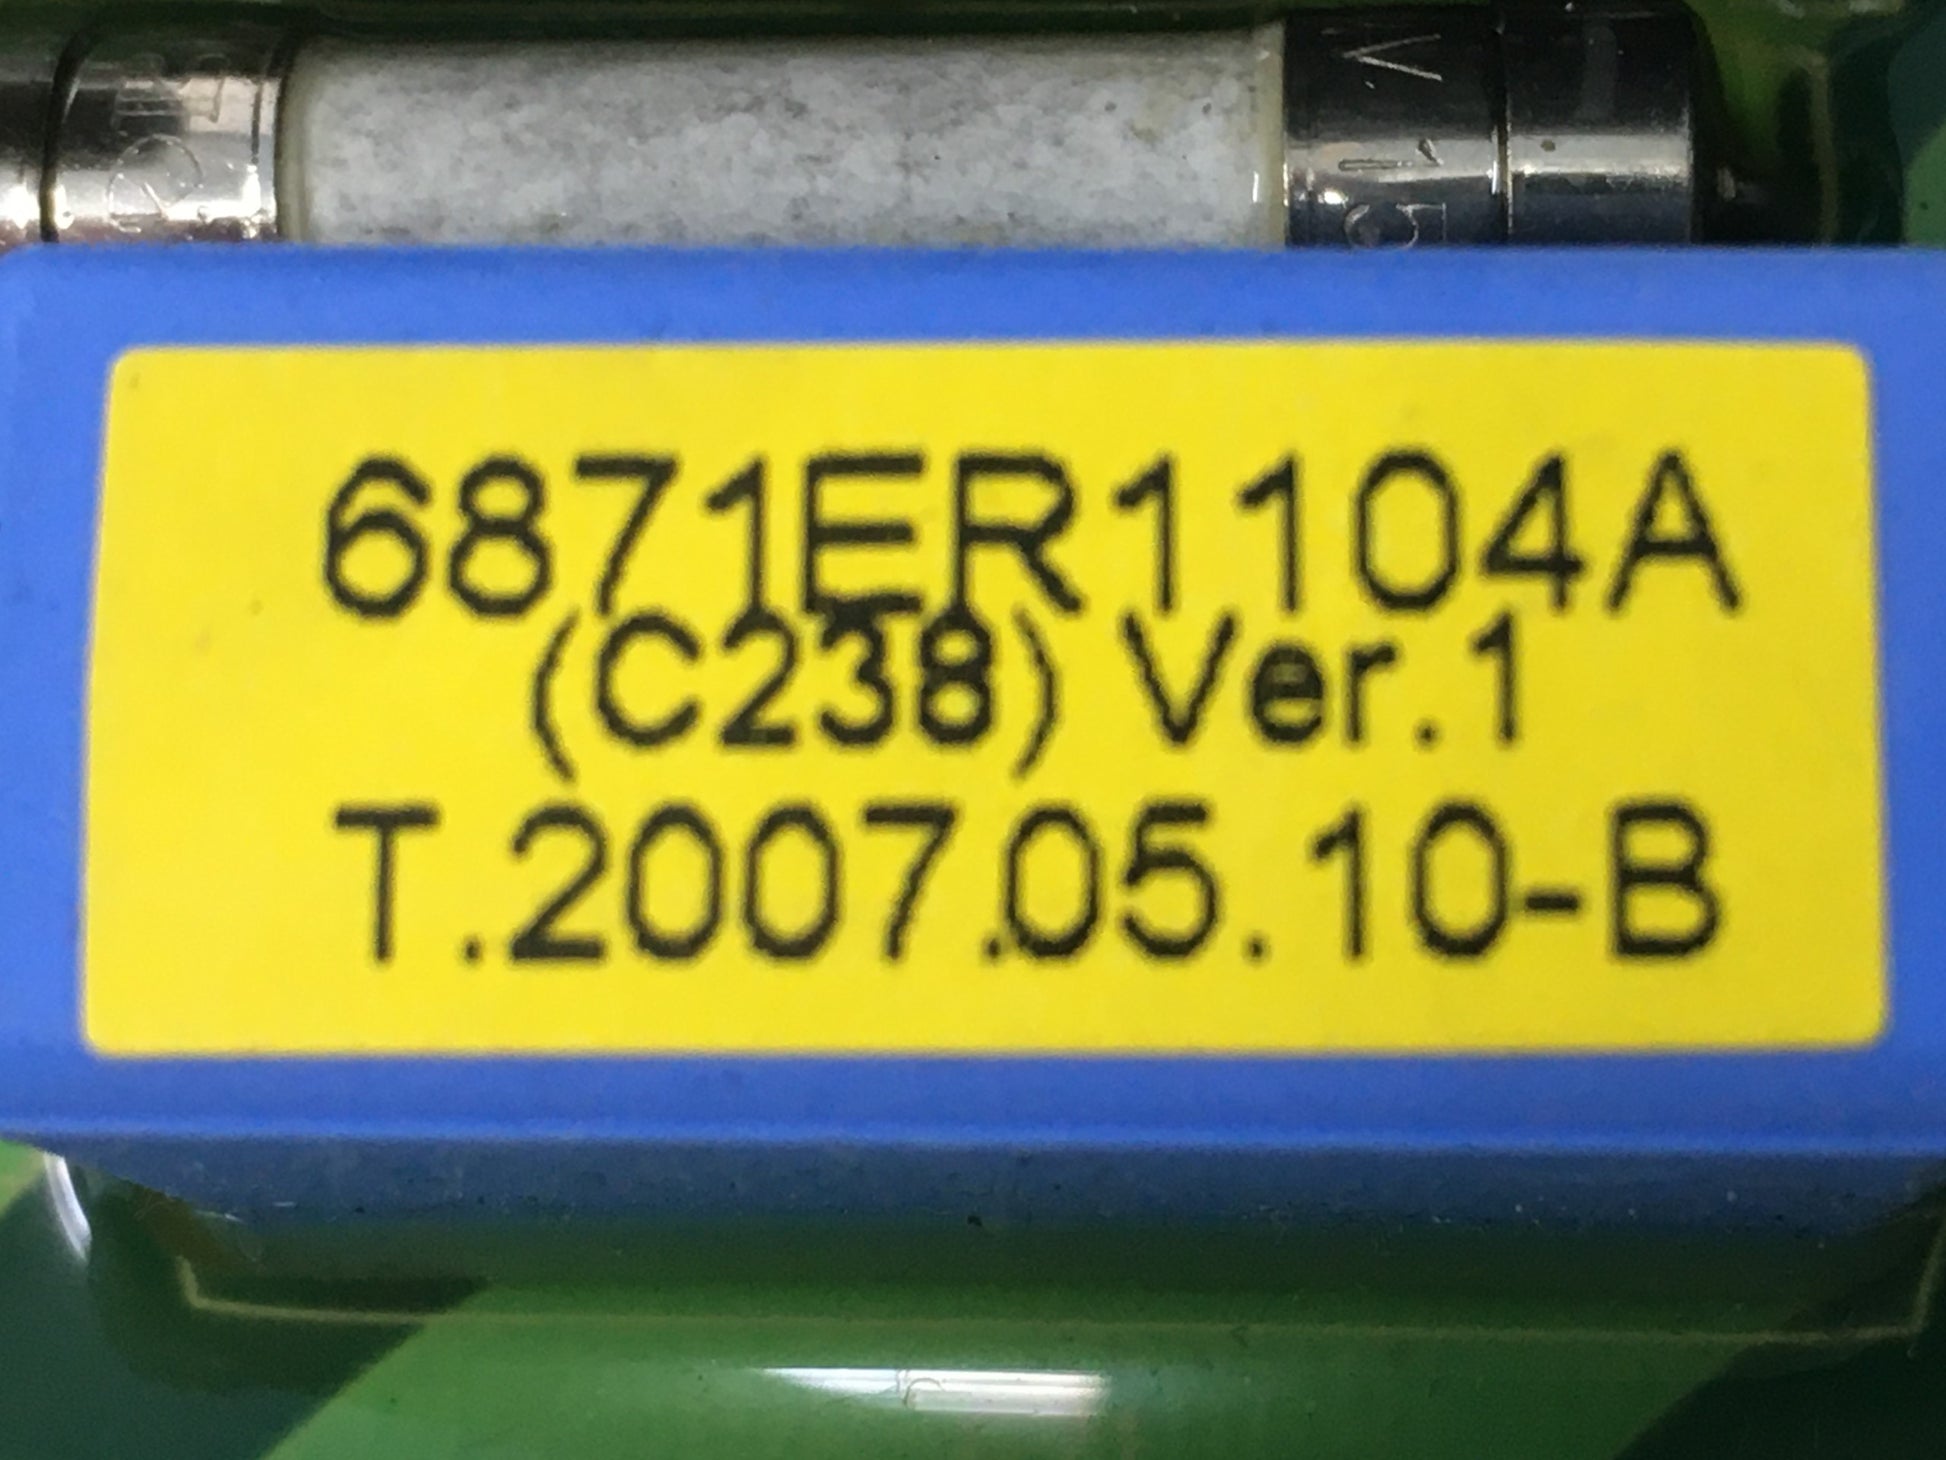 6871ER1104A
(C238) Ver.1
T.2007.05.10-B